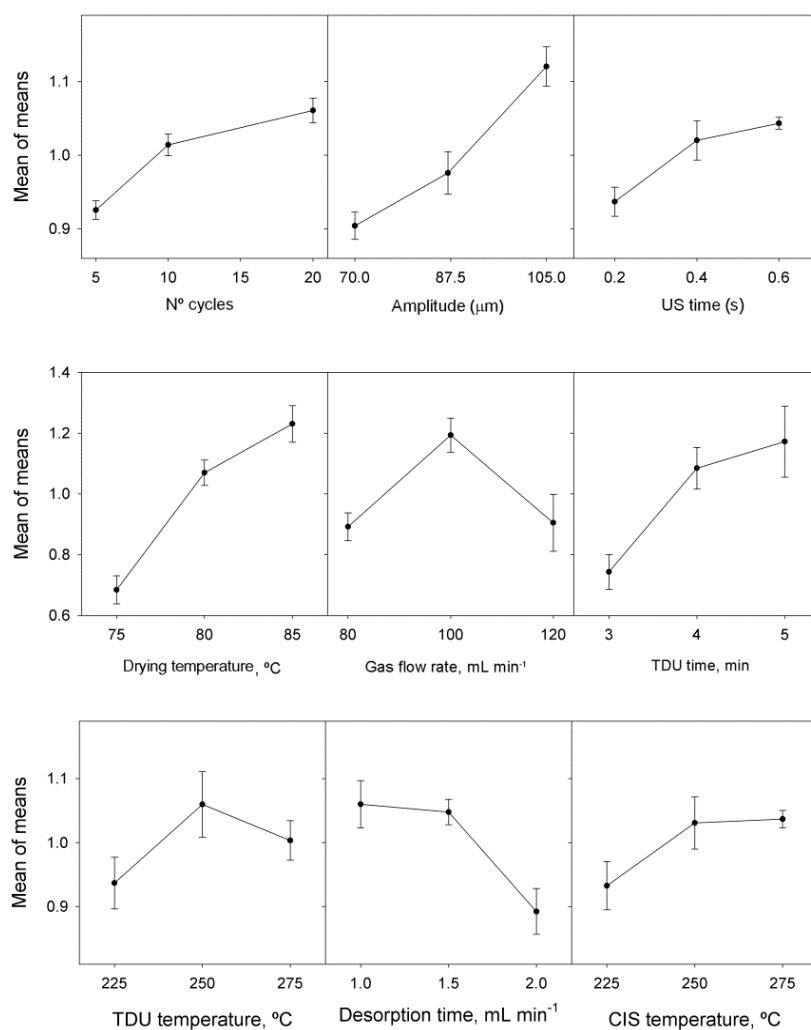 Mean of means
1.1
1.0
0.9
5 10 15 20 70.0 87.5 105.0 0.2 0.4 0.6
Nº cycles Amplitude (μm) US time (s)
Mean of means
1.4
1.2
1.0
0.8
0.6
75 80 85 80 100 120 3 4 5
Drying temperature, ºC Gas flow rate, mL min⁻¹ TDU time, min
Mean of means
1.1
1.0
0.9
225 250 275 1.0 1.5 2.0 225 250 275
TDU temperature, ºC Desorption time, mL min⁻¹ CIS temperature, ºC